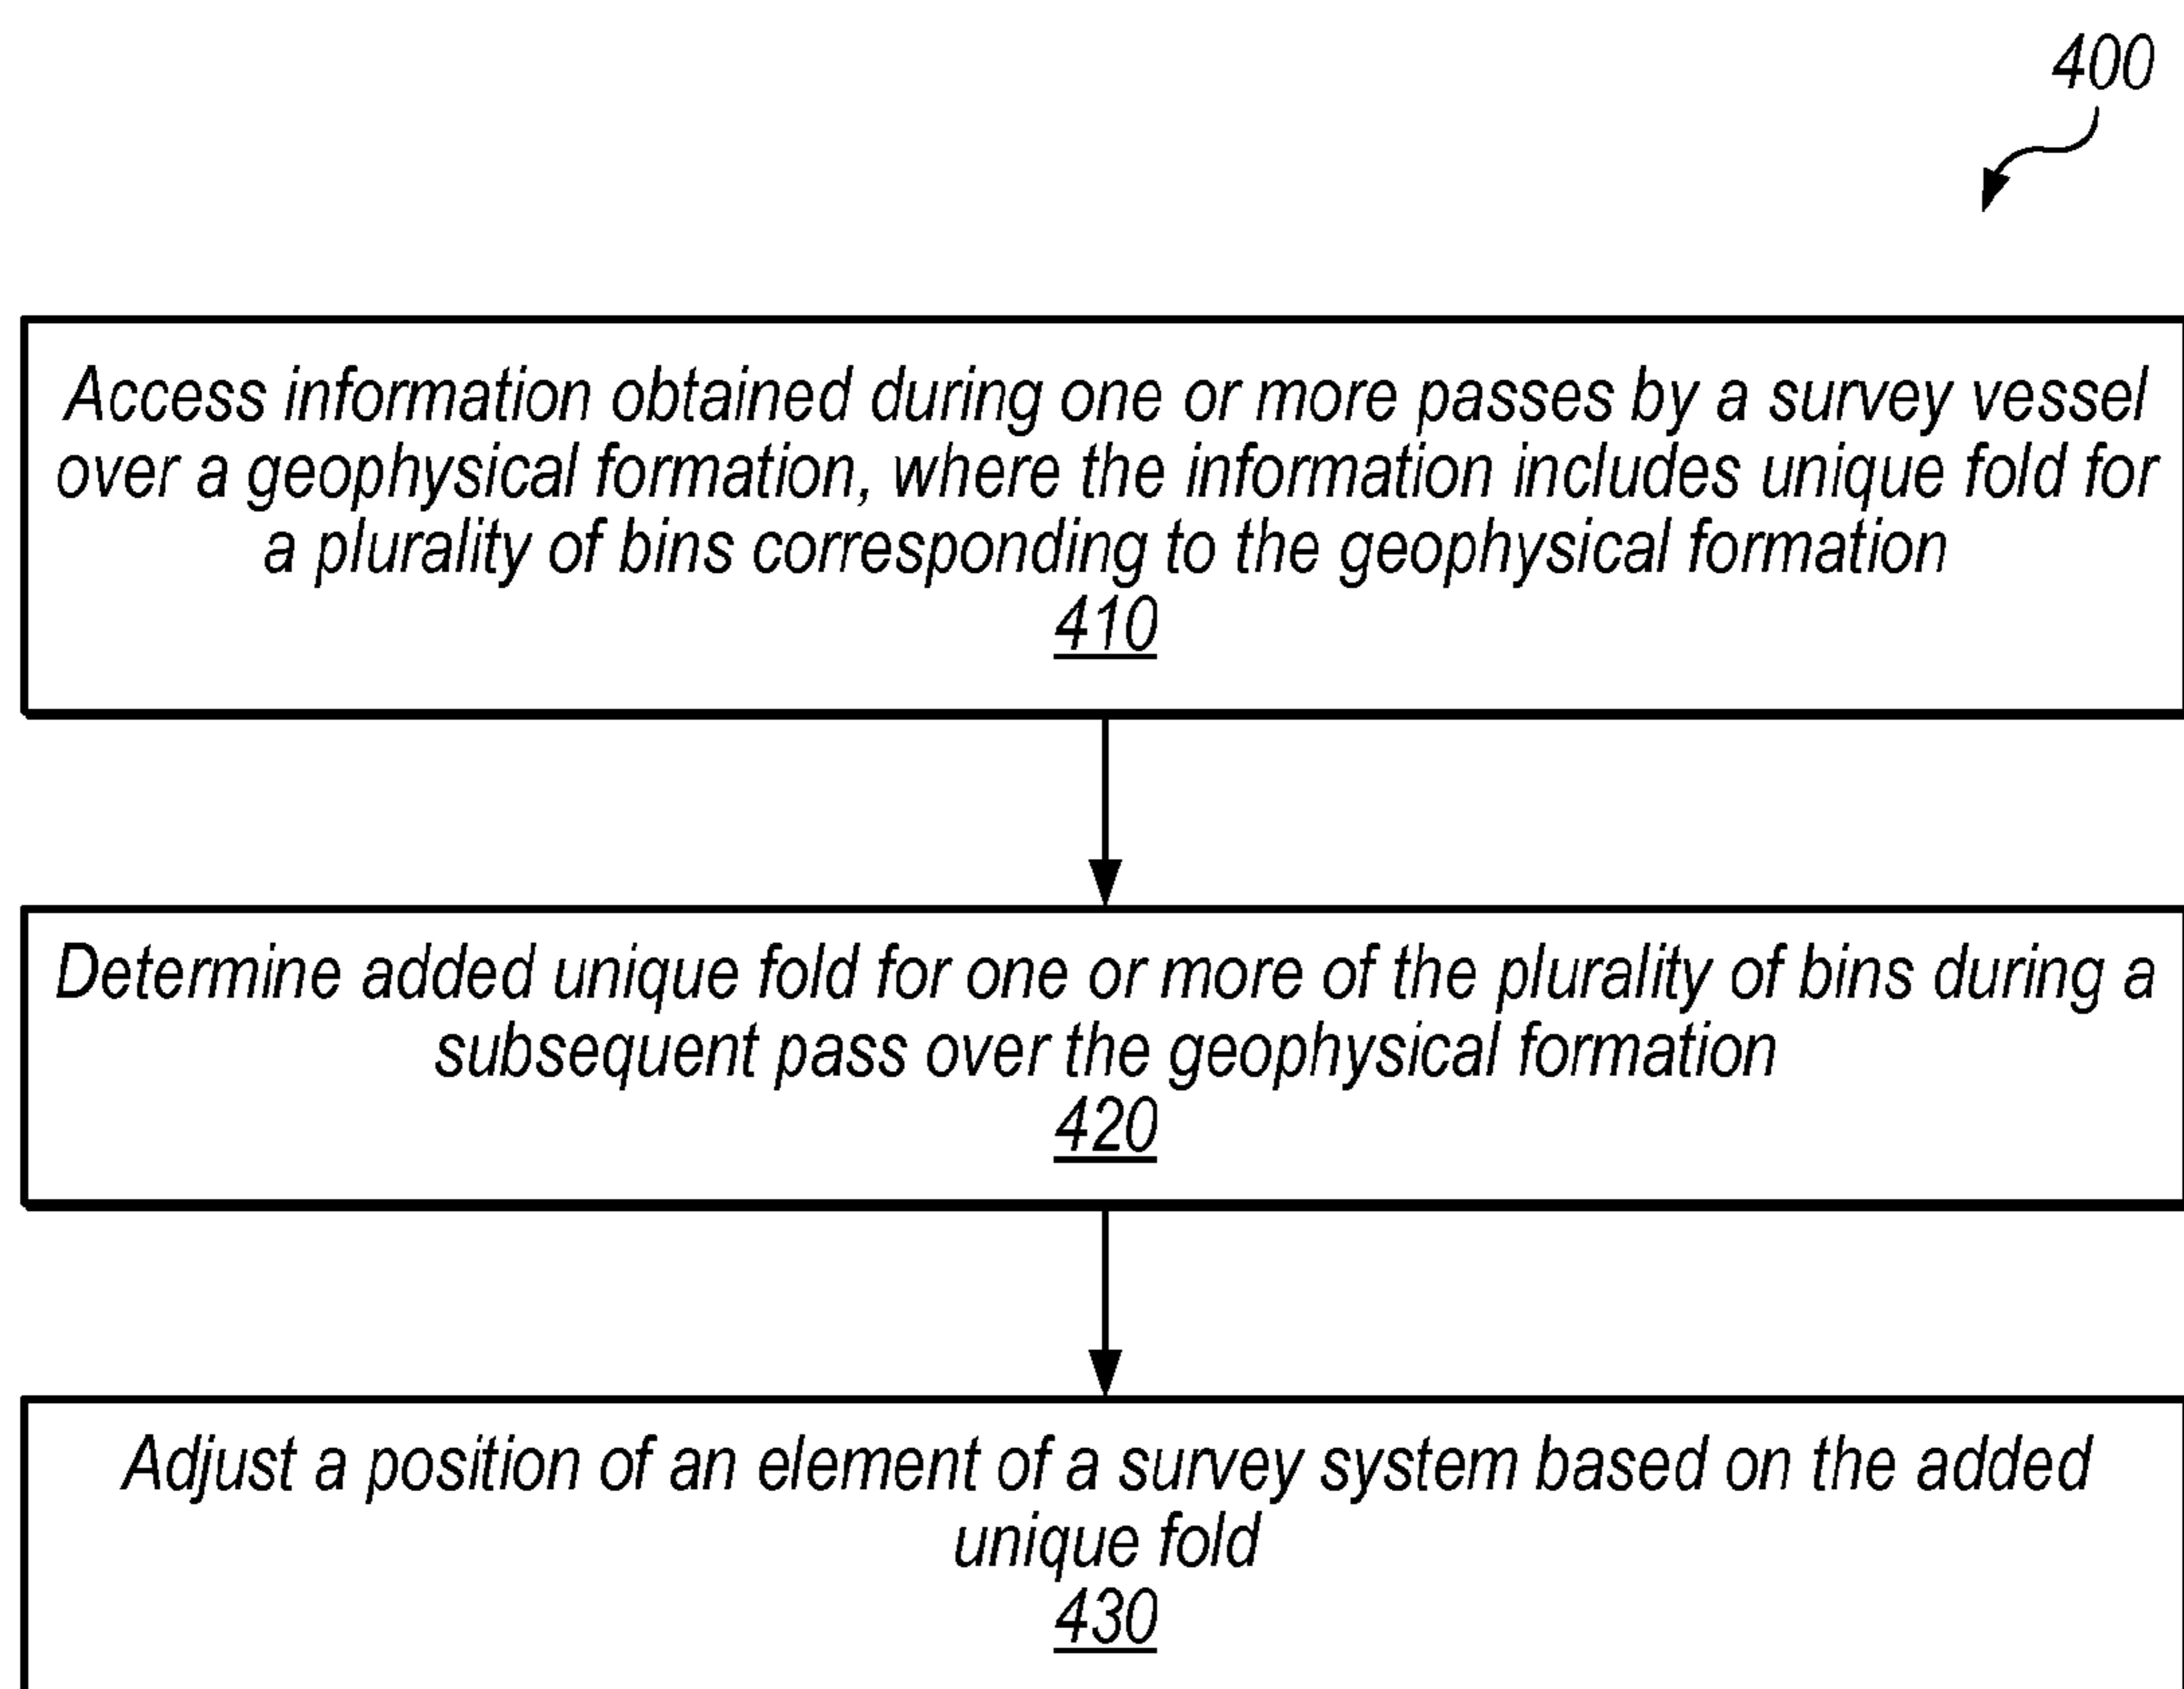 400
Access information obtained during one or more passes by a survey vessel
over a geophysical formation, where the information includes unique fold for
a plurality of bins corresponding to the geophysical formation
410
Determine added unique fold for one or more of the plurality of bins during a
subsequent pass over the geophysical formation
420
Adjust a position of an element of a survey system based on the added
unique fold
430